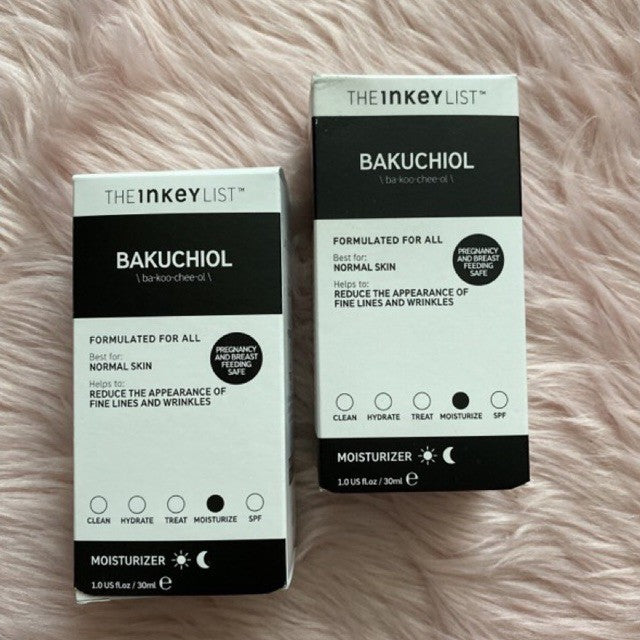 THE INKEY LIST™
BAKUCHIOL
\ ba·koo·chee·ol \
FORMULATED FOR ALL
Best for:
NORMAL SKIN
Helps to:
REDUCE THE APPEARANCE OF
FINE LINES AND WRINKLES
PREGNANCY
AND BREAST
FEEDING
SAFE
CLEAN HYDRATE TREAT MOISTURIZE SPF
MOISTURIZER
1.0 US fl.oz / 30ml e
THE INKEY LIST™
BAKUCHIOL
\ ba·koo·chee·ol \
FORMULATED FOR ALL
Best for:
NORMAL SKIN
Helps to:
REDUCE THE APPEARANCE OF
FINE LINES AND WRINKLES
PREGNANCY
AND BREAST
FEEDING
SAFE
CLEAN HYDRATE TREAT MOISTURIZE SPF
MOISTURIZER
1.0 US fl.oz / 30ml e